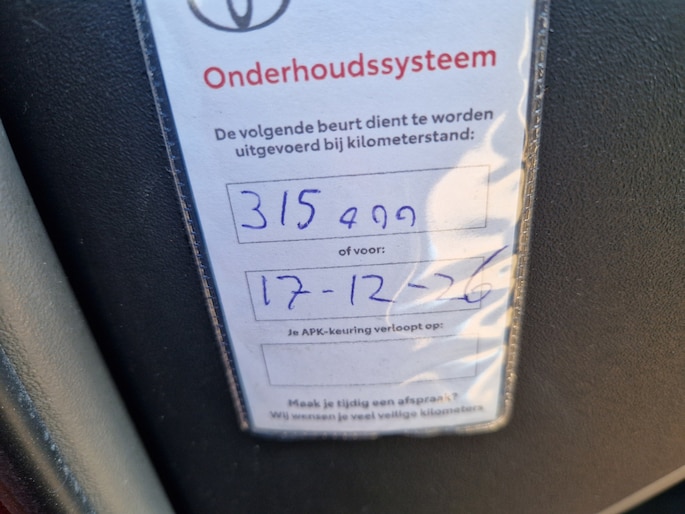 Onderhoudssysteem
De volgende beurt dient te worden
uitgevoerd bij kilometerstand:
315 000
of voor:
17-12-26
Je APK-keuring verloopt op:
Maak je tijdig een afspraak?
Wij wensen je veel veilige kilometers